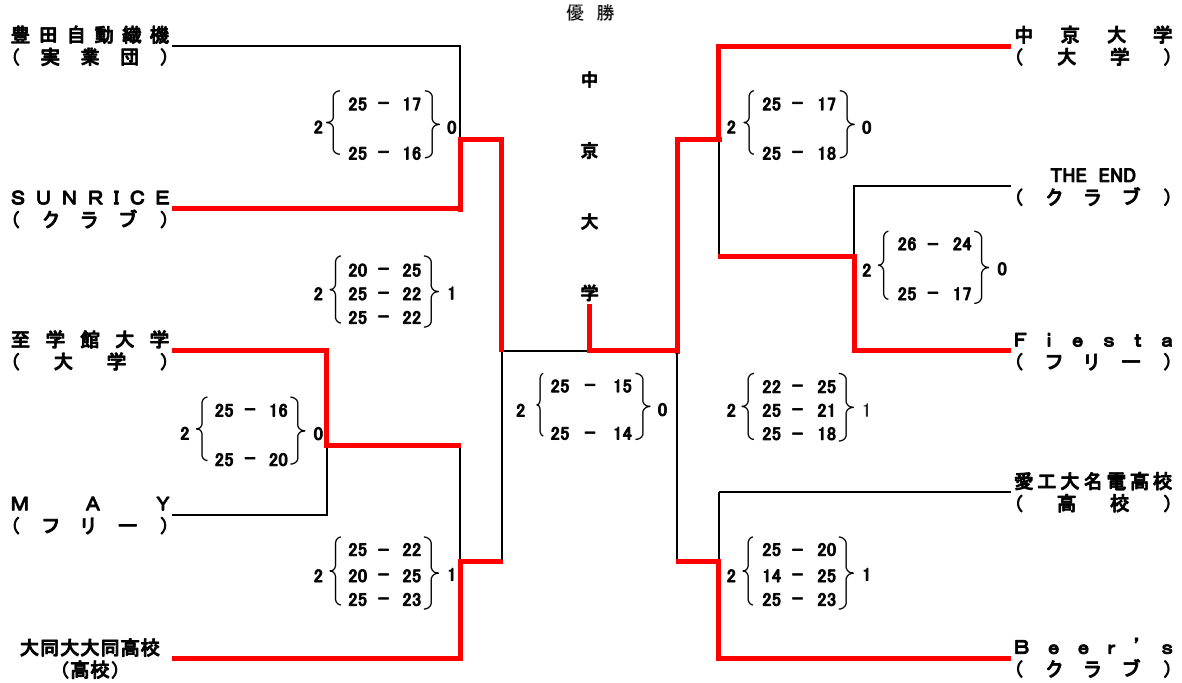 優勝
中京大学
豊田自動織機
(実業団)
2 25 － 17 0
25 － 16
SUNRICE
(クラブ)
2 20 － 25 1
25 － 22
25 － 22
至学館大学
(大学)
2 25 － 16 0
25 － 20
MAY
(フリー)
2 25 － 22 1
20 － 25
25 － 23
大同大大同高校
(高校)
2 25 － 15 0
25 － 14
中京大学
(大学)
2 25 － 17 0
25 － 18
THE END
(クラブ)
2 26 － 24 0
25 － 17
Fiesta
(フリー)
2 22 － 25 1
25 － 21
25 － 18
愛工大名電高校
(高校)
2 25 － 20 1
14 － 25
25 － 23
Beer's
(クラブ)